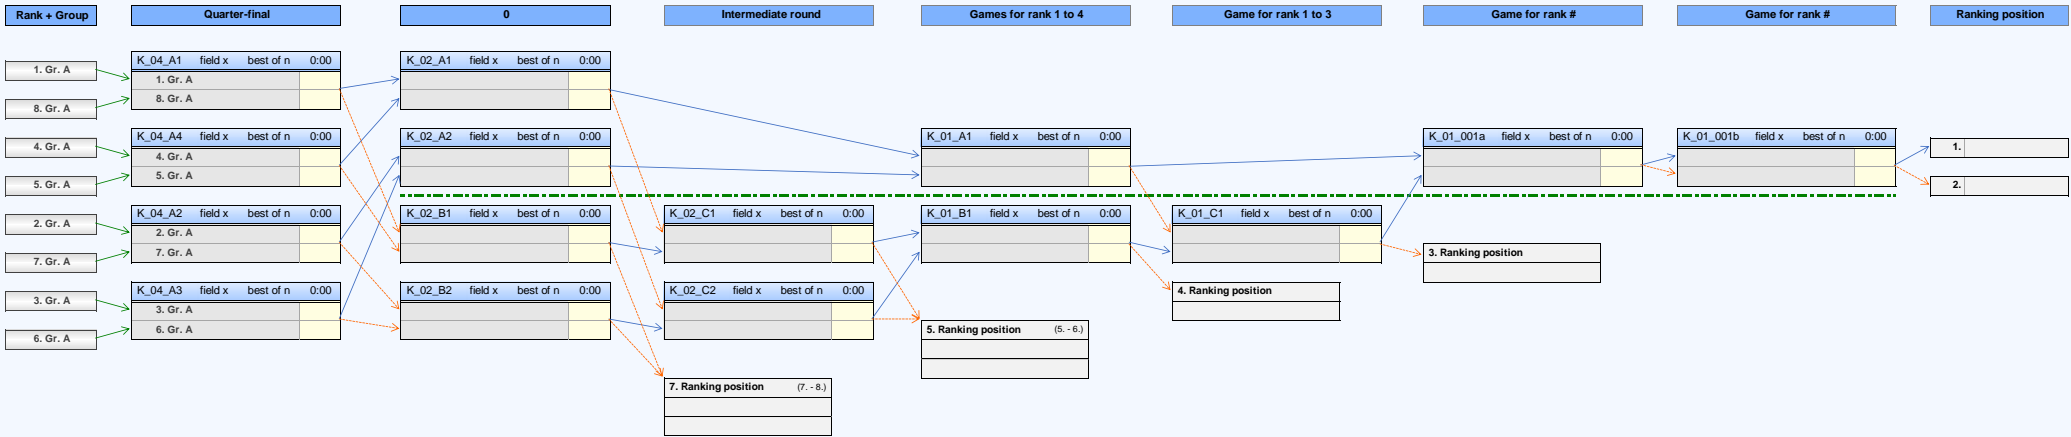 Rank + Group Quarter-final 0 Intermediate round Games for rank 1 to 4 Game for rank 1 to 3 Game for rank # Game for rank # Ranking position
K_04_A1 field x best of n 0:00 K_02_A1 field x best of n 0:00
1. Gr. A 1. Gr. A
8. Gr. A 8. Gr. A
K_04_A4 field x best of n 0:00 K_02_A2 field x best of n 0:00 K_01_A1 field x best of n 0:00 K_01_001a field x best of n 0:00 K_01_001b field x best of n 0:00
4. Gr. A 4. Gr. A 1.
5. Gr. A 5. Gr. A 2.
K_04_A2 field x best of n 0:00 K_02_B1 field x best of n 0:00 K_02_C1 field x best of n 0:00 K_01_B1 field x best of n 0:00 K_01_C1 field x best of n 0:00
2. Gr. A 2. Gr. A
7. Gr. A 7. Gr. A 3. Ranking position
K_04_A3 field x best of n 0:00 K_02_B2 field x best of n 0:00 K_02_C2 field x best of n 0:00 4. Ranking position
3. Gr. A 3. Gr. A
6. Gr. A 6. Gr. A 5. Ranking position (5. - 6.)
7. Ranking position (7. - 8.)